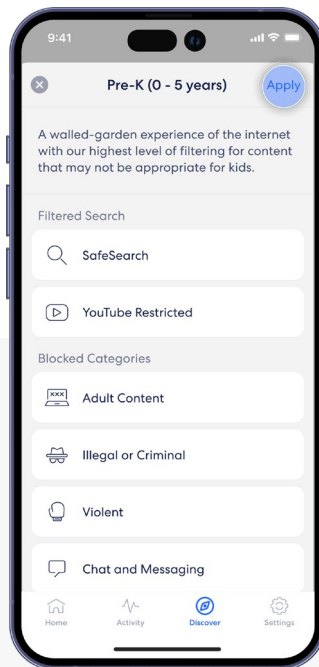 9:41
Pre-K (0 - 5 years)
Apply
A walled-garden experience of the internet
with our highest level of filtering for content
that may not be appropriate for kids.
Filtered Search
SafeSearch
YouTube Restricted
Blocked Categories
XXX
Adult Content
Illegal or Criminal
Violent
Chat and Messaging
Home
Activity
Discover
Settings